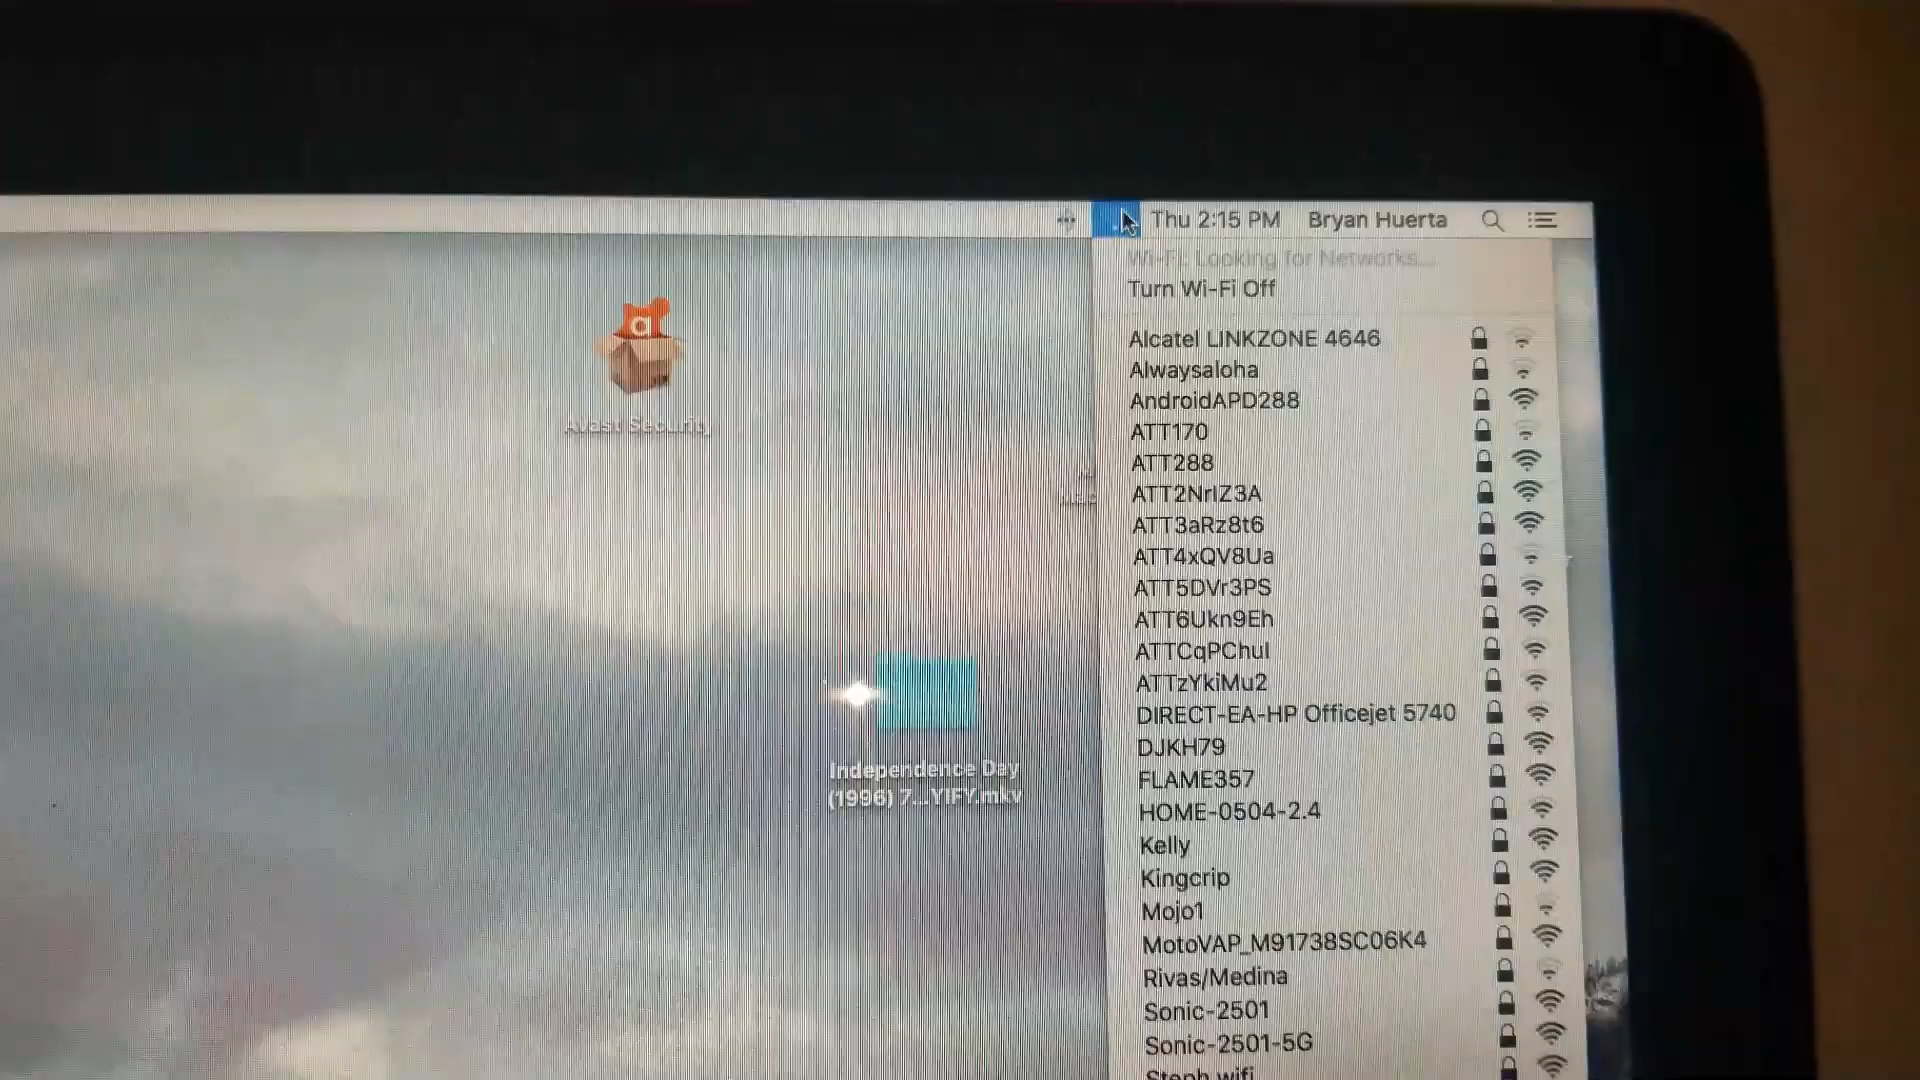 Thu 2:15 PM Bryan Huerta
Wi-Fi: Looking for Networks...
Turn Wi-Fi Off
Alcatel LINKZONE 4646
Alwaysaloha
AndroidAPD288
ATT170
ATT288
ATT2NrIZ3A
ATT3aRz8t6
ATT4xQV8Ua
ATT5DVr3PS
ATT6Ukn9Eh
ATTCqPChuI
ATTzYkiMu2
DIRECT-EA-HP Officejet 5740
DJKH79
FLAME357
HOME-0504-2.4
Kelly
Kingcrip
Mojo1
MotoVAP_M91738SC06K4
Rivas/Medina
Sonic-2501
Sonic-2501-5G
Steph wifi
a
Avast Security
Independence Day
(1996) 7...YIFY.mkv